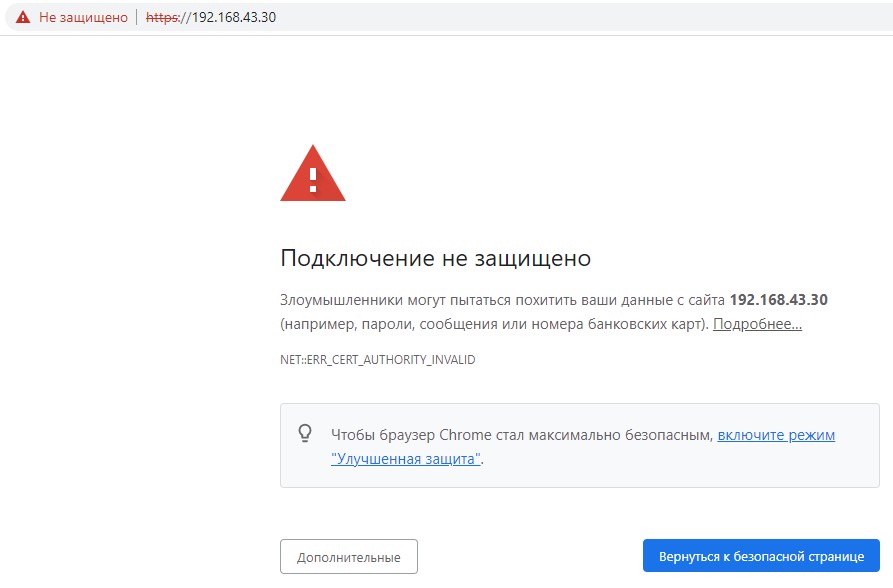 Не защищено | https://192.168.43.30
Подключение не защищено
Злоумышленники могут пытаться похитить ваши данные с сайта 192.168.43.30
(например, пароли, сообщения или номера банковских карт). Подробнее...
NET::ERR_CERT_AUTHORITY_INVALID
Чтобы браузер Chrome стал максимально безопасным, включите режим
"Улучшенная защита".
Дополнительные
Вернуться к безопасной странице